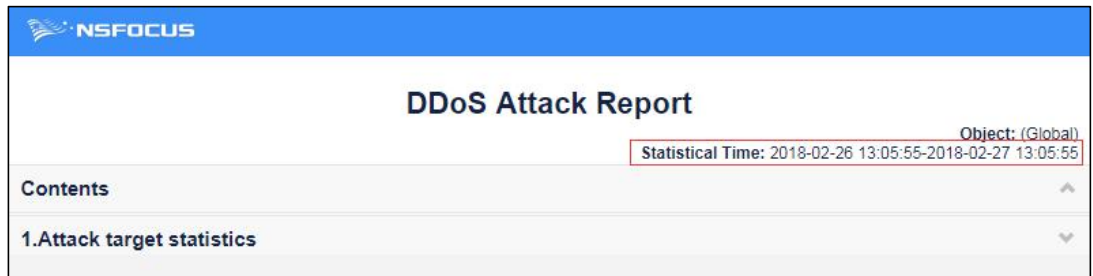 NSFOCUS
DDoS Attack Report
Object: (Global)
Statistical Time: 2018-02-26 13:05:55-2018-02-27 13:05:55
Contents
1.Attack target statistics